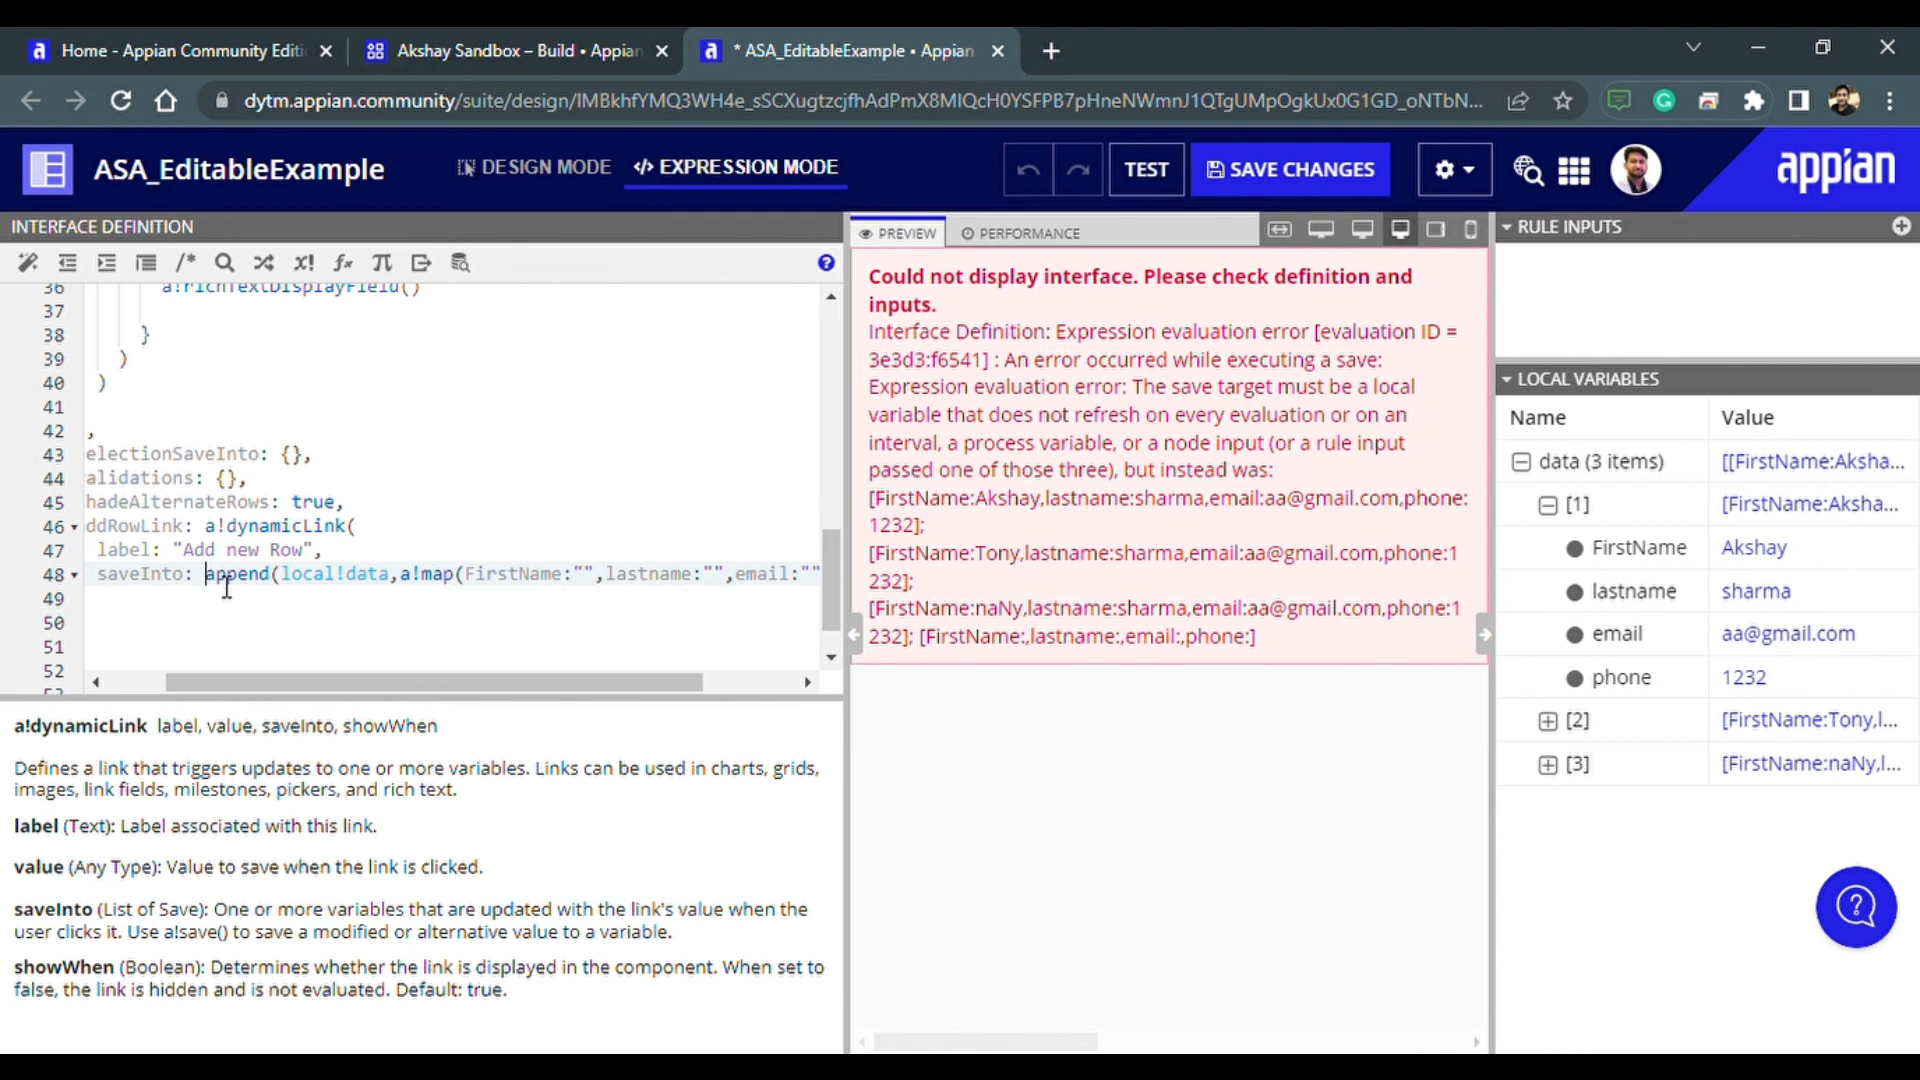 Home - Appian Community Editi
Akshay Sandbox – Build • Appian
* ASA_EditableExample • Appian
dytm.appian.community/suite/design/lMBkhfYMQ3WH4e_sSCXugtzcjfhAdPmX8MlQcH0YSFPB7pHneNWmnJ1QTgUMpOgkUx0G1GD_oNTbN...
ASA_EditableExample
DESIGN MODE
</> EXPRESSION MODE
TEST
SAVE CHANGES
appian
INTERFACE DEFINITION
36 a!richTextDisplayField()
37
38 }
39 )
40 )
41
42 ,
43 electionSaveInto: {},
44 alidations: {},
45 hadeAlternateRows: true,
46 ddRowLink: a!dynamicLink(
47 label: "Add new Row",
48 saveInto: append(local!data,a!map(FirstName:"",lastname:"",email:""
49
50
51
52
53
a!dynamicLink label, value, saveInto, showWhen
Defines a link that triggers updates to one or more variables. Links can be used in charts, grids,
images, link fields, milestones, pickers, and rich text.
label (Text): Label associated with this link.
value (Any Type): Value to save when the link is clicked.
saveInto (List of Save): One or more variables that are updated with the link's value when the
user clicks it. Use a!save() to save a modified or alternative value to a variable.
showWhen (Boolean): Determines whether the link is displayed in the component. When set to
false, the link is hidden and is not evaluated. Default: true.
PREVIEW
PERFORMANCE
Could not display interface. Please check definition and
inputs.
Interface Definition: Expression evaluation error [evaluation ID =
3e3d3:f6541] : An error occurred while executing a save:
Expression evaluation error: The save target must be a local
variable that does not refresh on every evaluation or on an
interval, a process variable, or a node input (or a rule input
passed one of those three), but instead was:
[FirstName:Akshay,lastname:sharma,email:aa@gmail.com,phone:
1232];
[FirstName:Tony,lastname:sharma,email:aa@gmail.com,phone:1
232];
[FirstName:naNy,lastname:sharma,email:aa@gmail.com,phone:1
232]; [FirstName:,lastname:,email:,phone:]
RULE INPUTS
LOCAL VARIABLES
Name Value
data (3 items) [[FirstName:Aksha...
[1] [FirstName:Aksha...
FirstName Akshay
lastname sharma
email aa@gmail.com
phone 1232
[2] [FirstName:Tony,l...
[3] [FirstName:naNy,l...